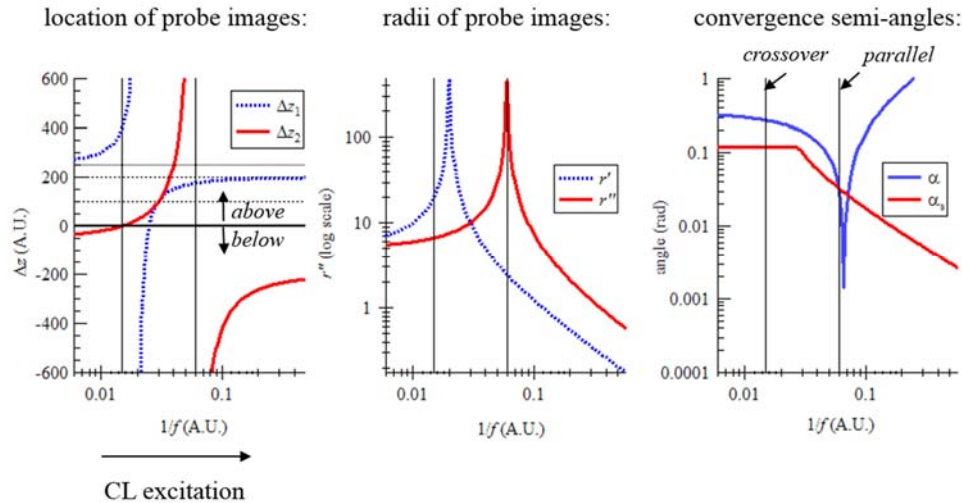 location of probe images:
radii of probe images:
convergence semi-angles:
crossover
parallel
600
400
200
0
-200
-400
-600
Δz (A.U.)
Δz₁
Δz₂
above
below
0.01
0.1
1/f (A.U.)
100
10
1
r'' (log scale)
r'
r''
0.01
0.1
1/f (A.U.)
1
0.1
0.01
0.001
0.0001
angle (rad)
α
αₛ
0.01
0.1
1/f (A.U.)
CL excitation